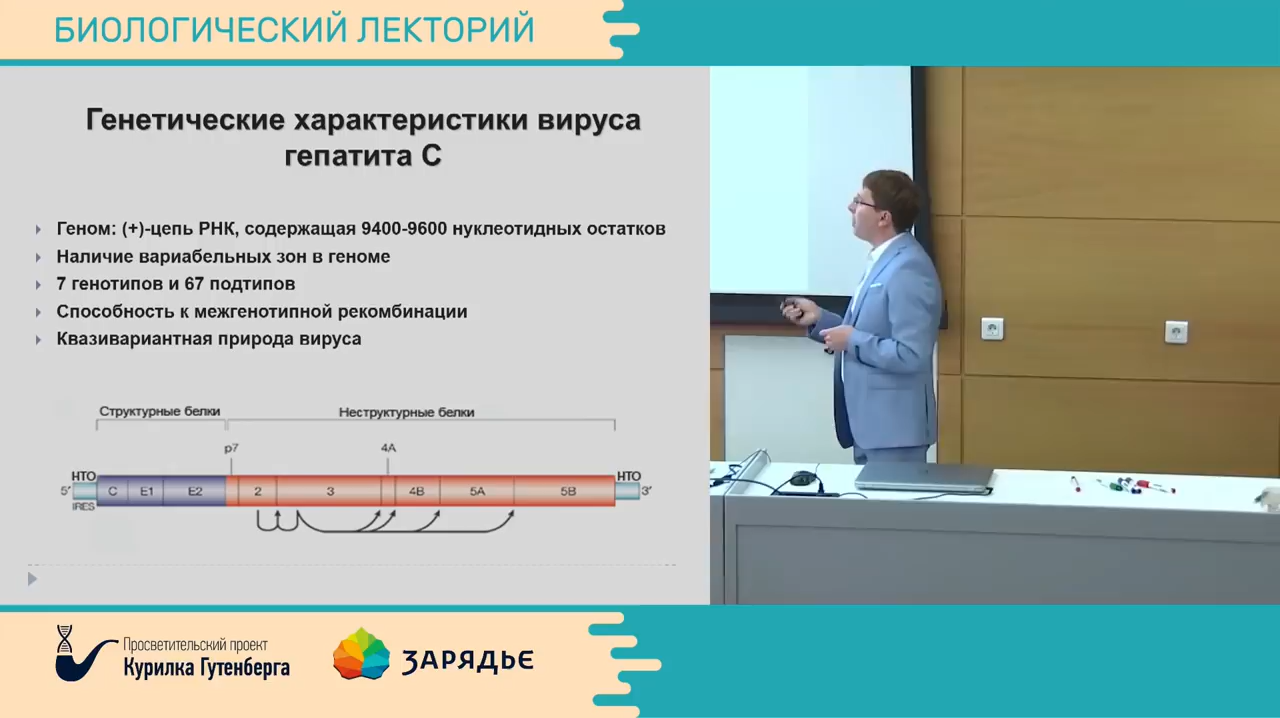 БИОЛОГИЧЕСКИЙ ЛЕКТОРИЙ
Генетические характеристики вируса
гепатита С
Геном: (+)-цепь РНК, содержащая 9400-9600 нуклеотидных остатков
Наличие вариабельных зон в геноме
7 генотипов и 67 подтипов
Способность к межгенотипной рекомбинации
Квазивариантная природа вируса
Структурные белки
Неструктурные белки
p7
4A
НТО
НТО
5′
C
E1
E2
2
3
4B
5A
5B
3′
IRES
Просветительский проект
Курилка Гутенберга
ЗАРЯДЬЕ